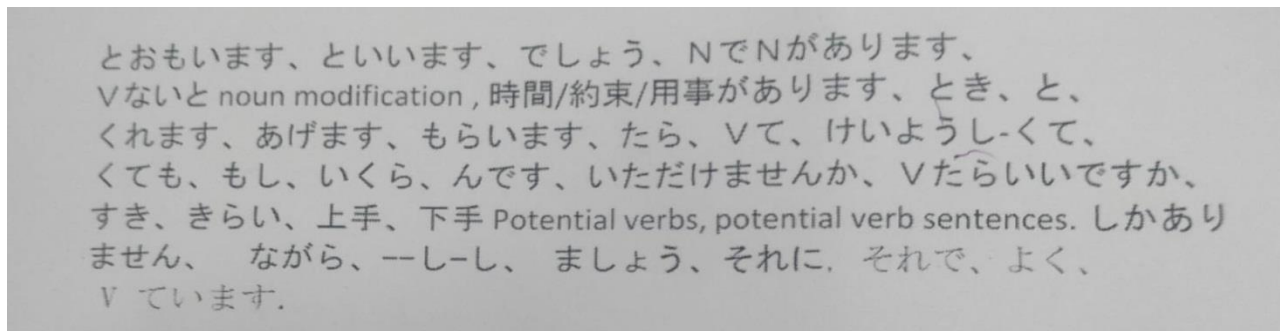 とおもいます、といいます、でしょう、NでNがあります、
Vないと noun modification , 時間/約束/用事があります、とき、と、
くれます、あげます、もらいます、たら、Vて、けいようし-くて、
くても、もし、いくら、んです、いただけませんか、Vたらいいですか、
すき、きらい、上手、下手 Potential verbs, potential verb sentences. しかあり
ません、 ながら、--し-し、 ましょう、それに. それで、よく、
V ています.